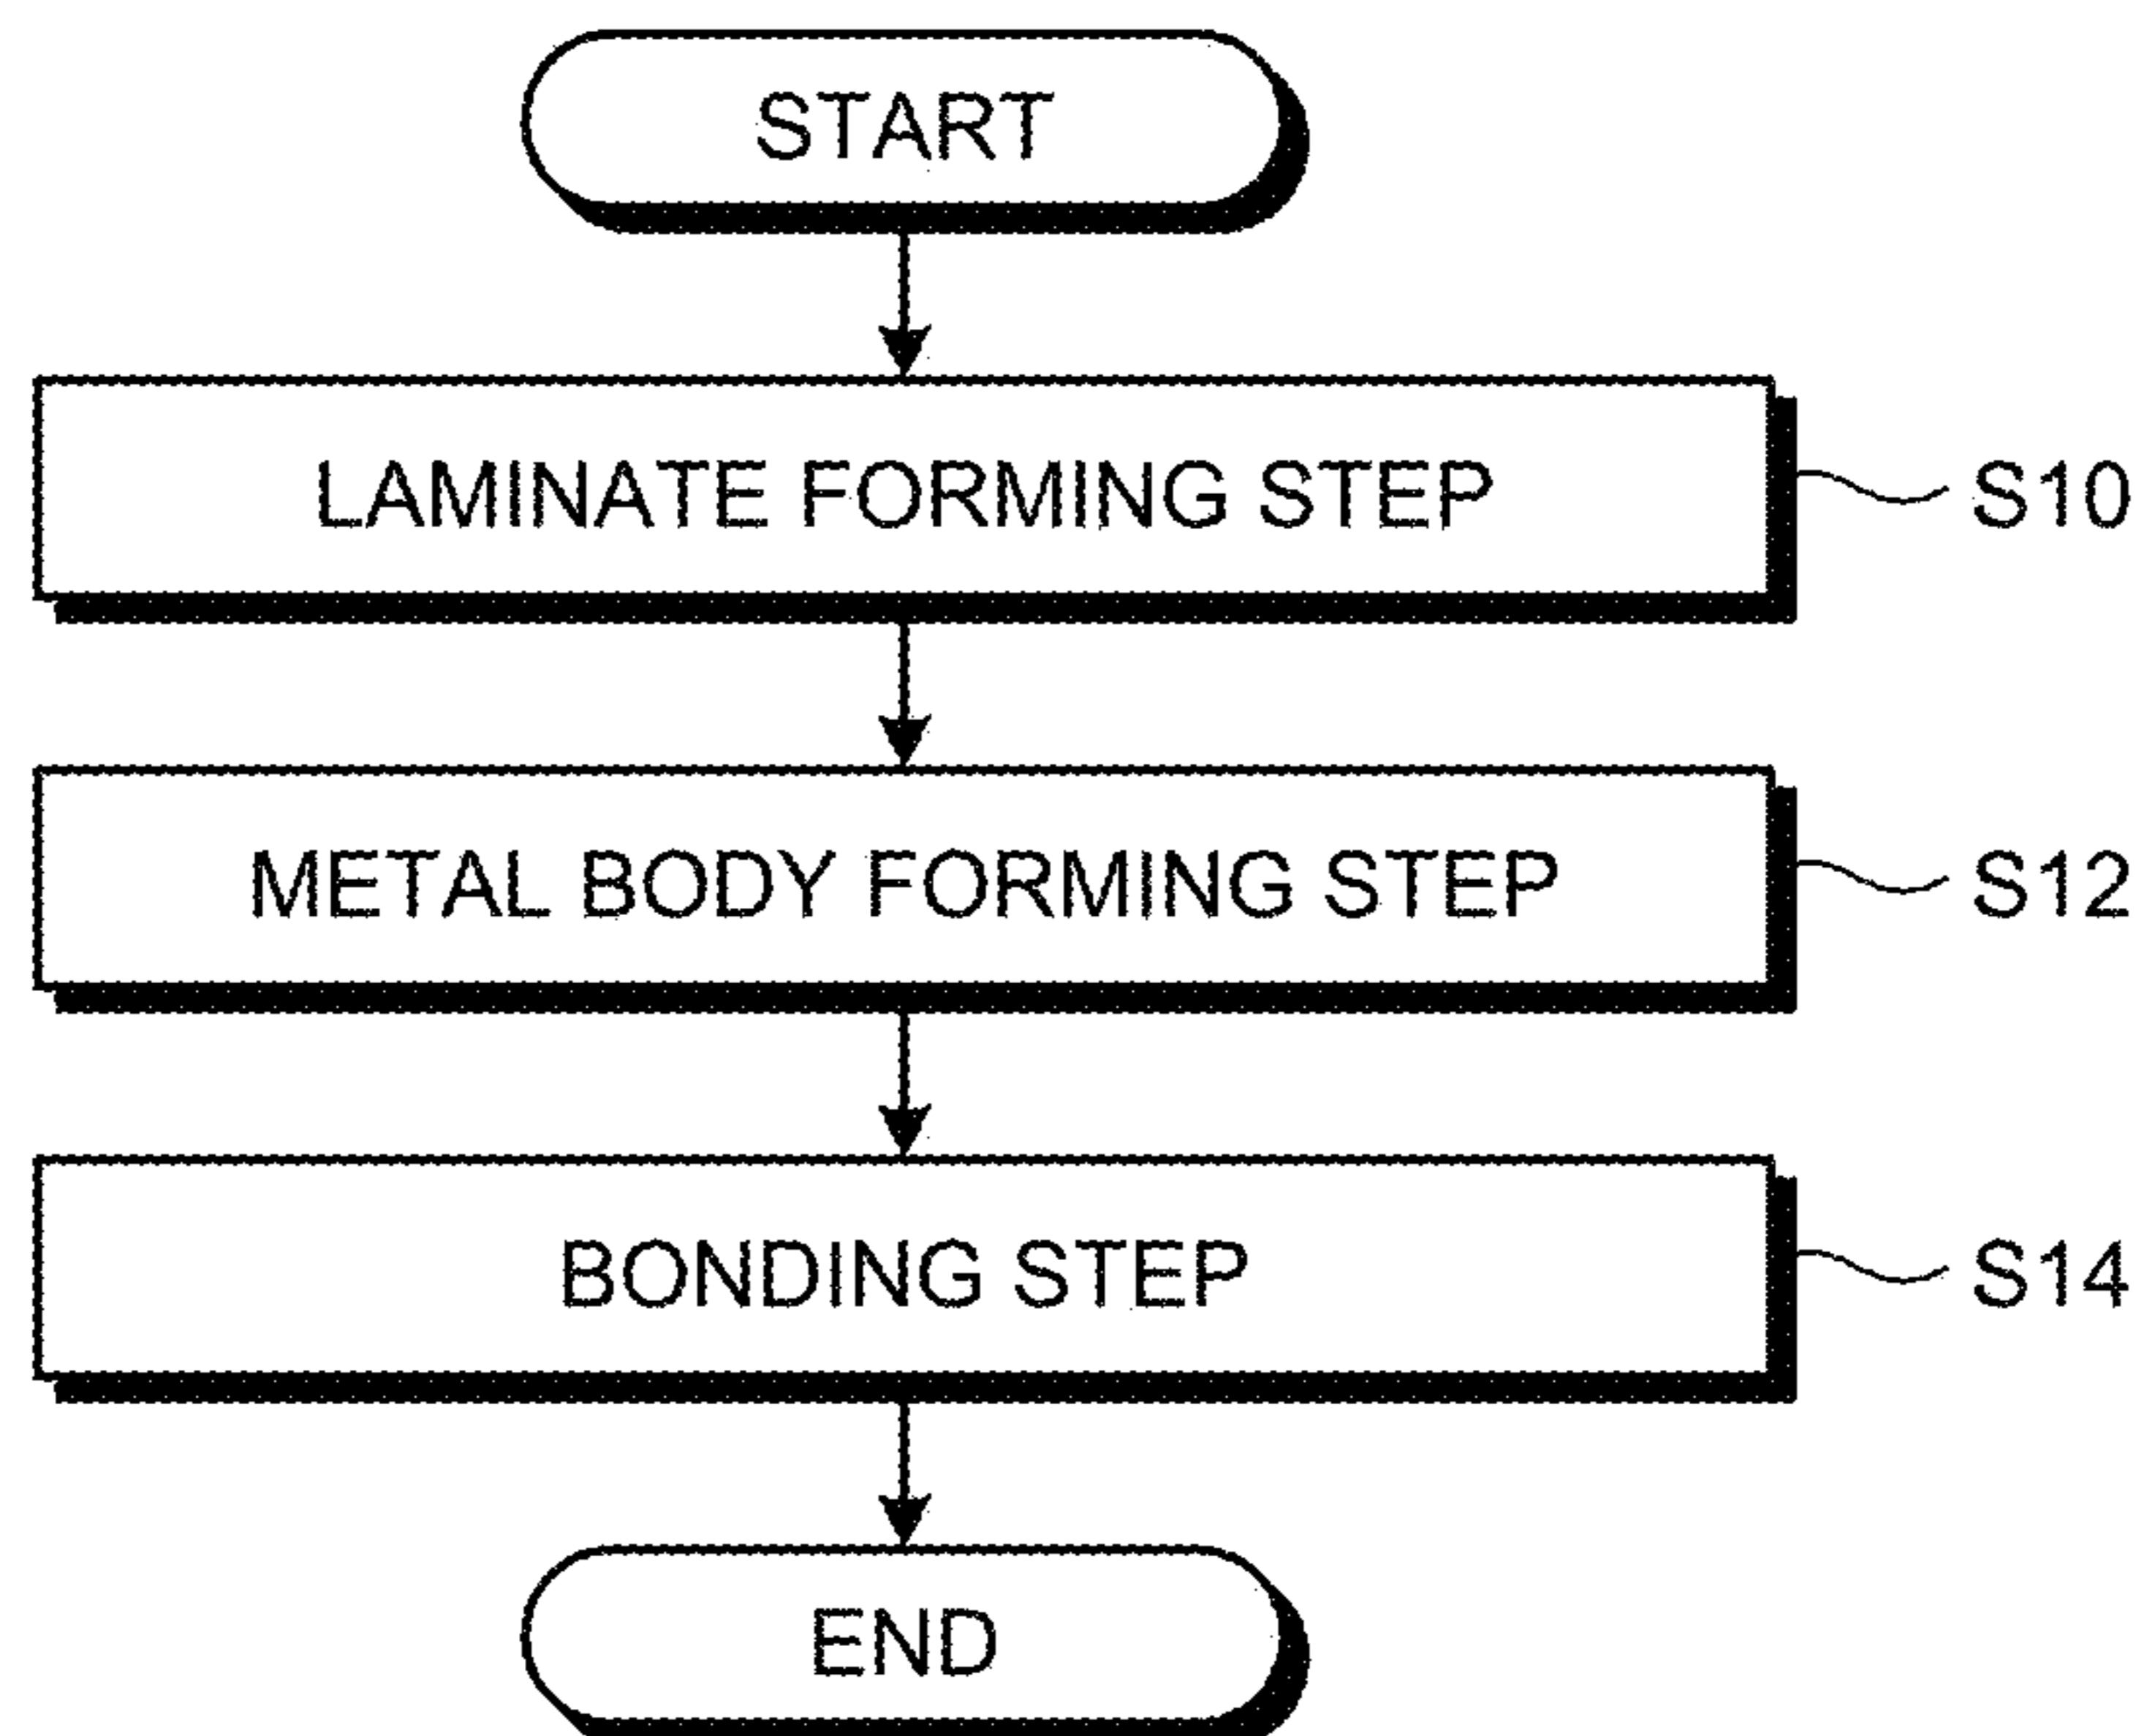 START
LAMINATE FORMING STEP
S10
METAL BODY FORMING STEP
S12
BONDING STEP
S14
END